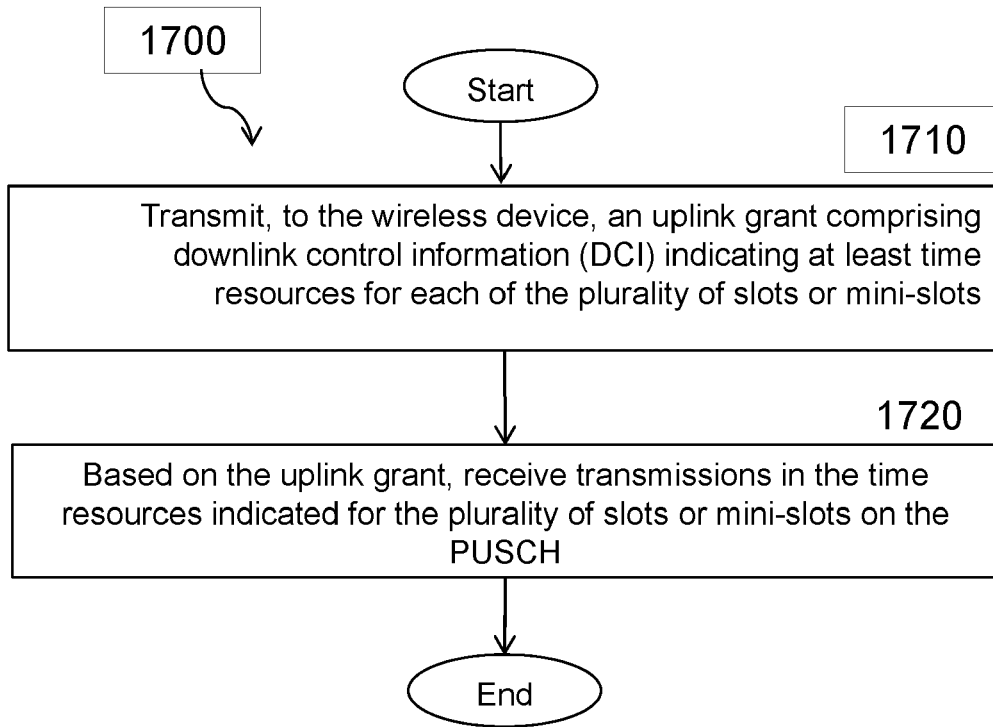 1700
Start
1710
Transmit, to the wireless device, an uplink grant comprising
downlink control information (DCI) indicating at least time
resources for each of the plurality of slots or mini-slots
1720
Based on the uplink grant, receive transmissions in the time
resources indicated for the plurality of slots or mini-slots on the
PUSCH
End